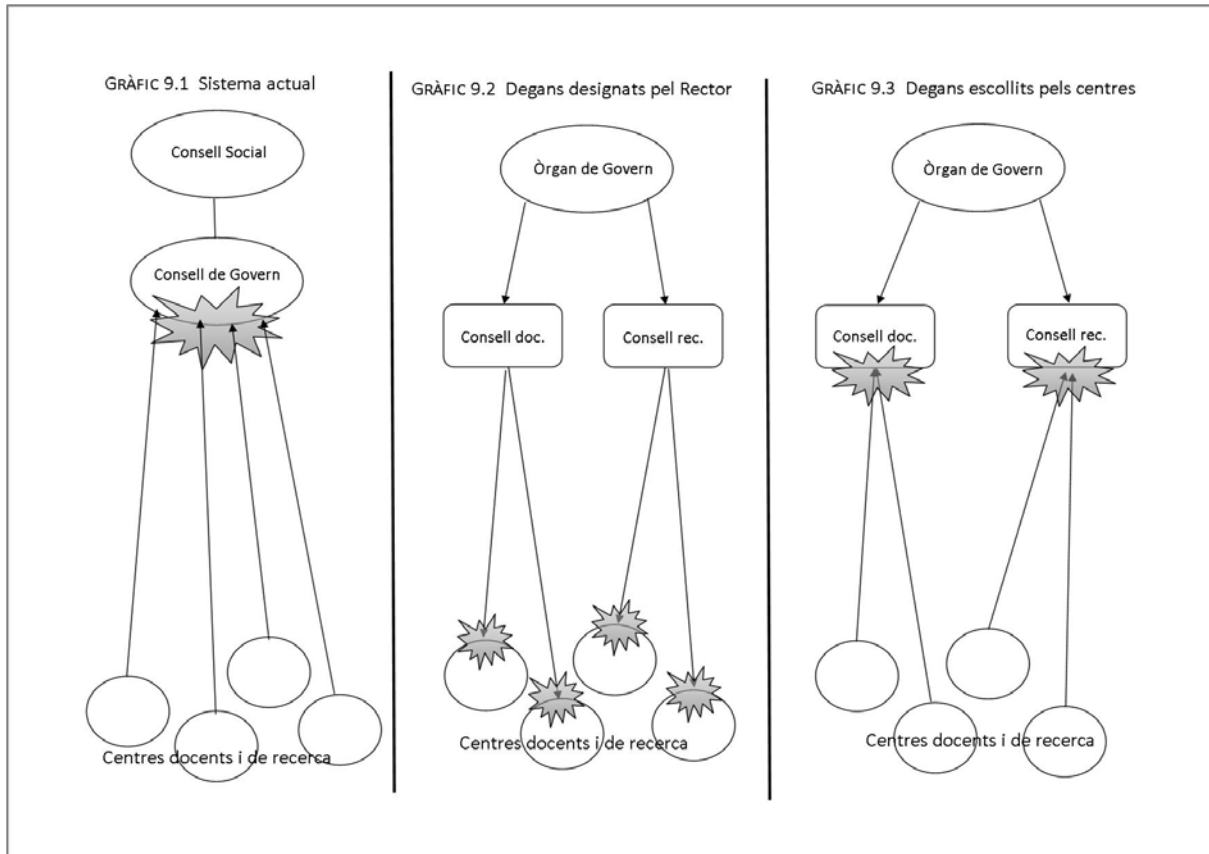 GRÀFIC 9.1 Sistema actual
Consell Social
Consell de Govern
Centres docents i de recerca
GRÀFIC 9.2 Degans designats pel Rector
Òrgan de Govern
Consell doc.
Consell rec.
Centres docents i de recerca
GRÀFIC 9.3 Degans escollits pels centres
Òrgan de Govern
Consell doc.
Consell rec.
Centres docents i de recerca